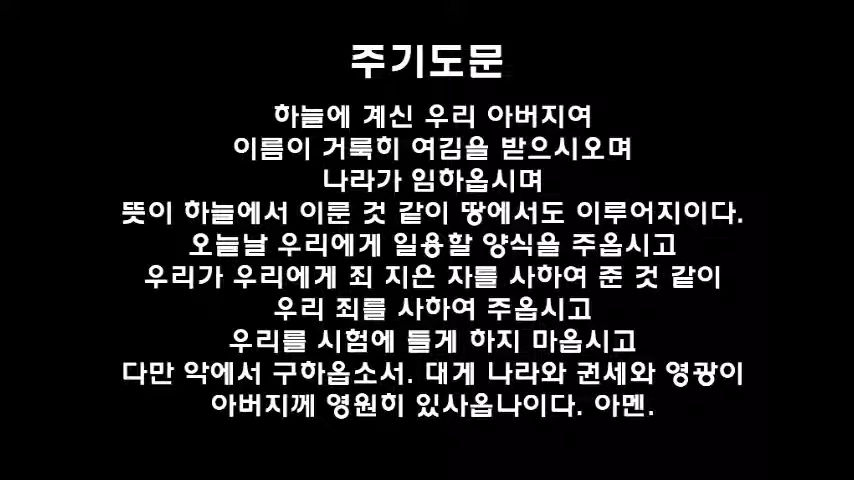 주기도문
하늘에 계신 우리 아버지여
이름이 거룩히 여김을 받으시오며
나라가 임하옵시며
뜻이 하늘에서 이룬 것 같이 땅에서도 이루어지이다.
오늘날 우리에게 일용할 양식을 주옵시고
우리가 우리에게 죄 지은 자를 사하여 준 것 같이
우리 죄를 사하여 주옵시고
우리를 시험에 들게 하지 마옵시고
다만 악에서 구하옵소서. 대게 나라와 권세와 영광이
아버지께 영원히 있사옵나이다. 아멘.